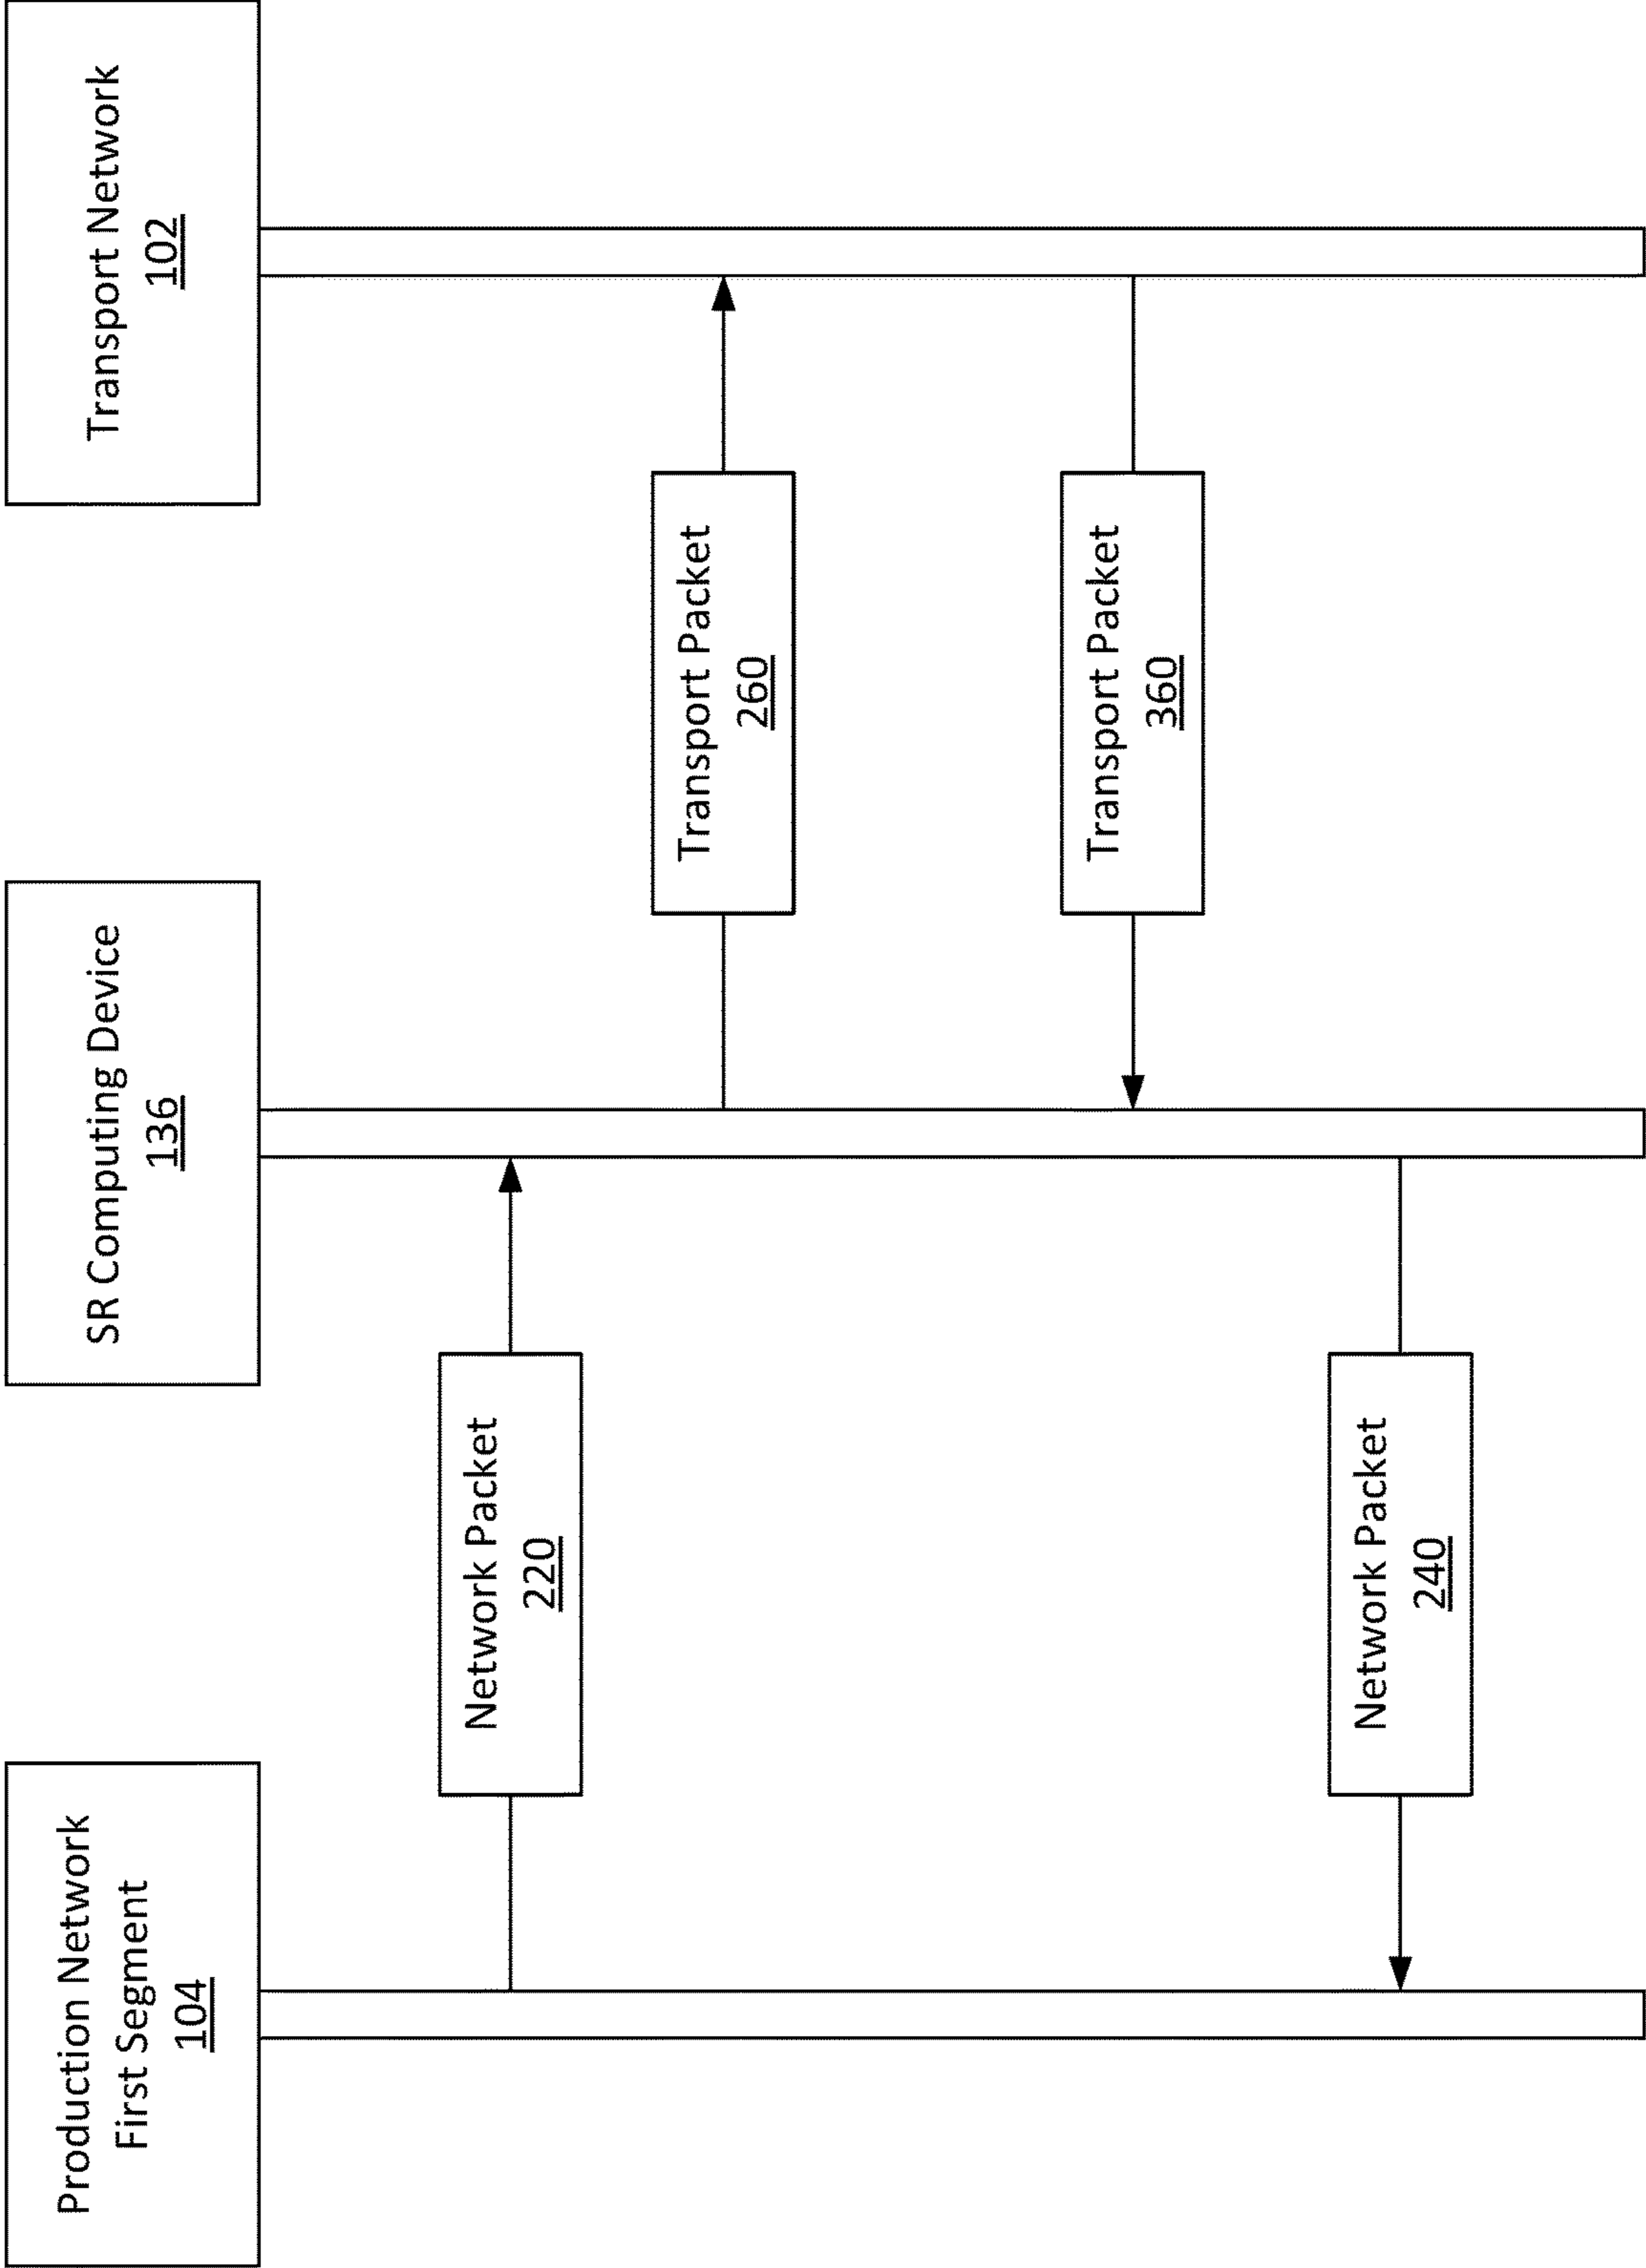 Production Network
First Segment
104
SR Computing Device
136
Transport Network
102
Network Packet
220
Transport Packet
260
Transport Packet
360
Network Packet
240